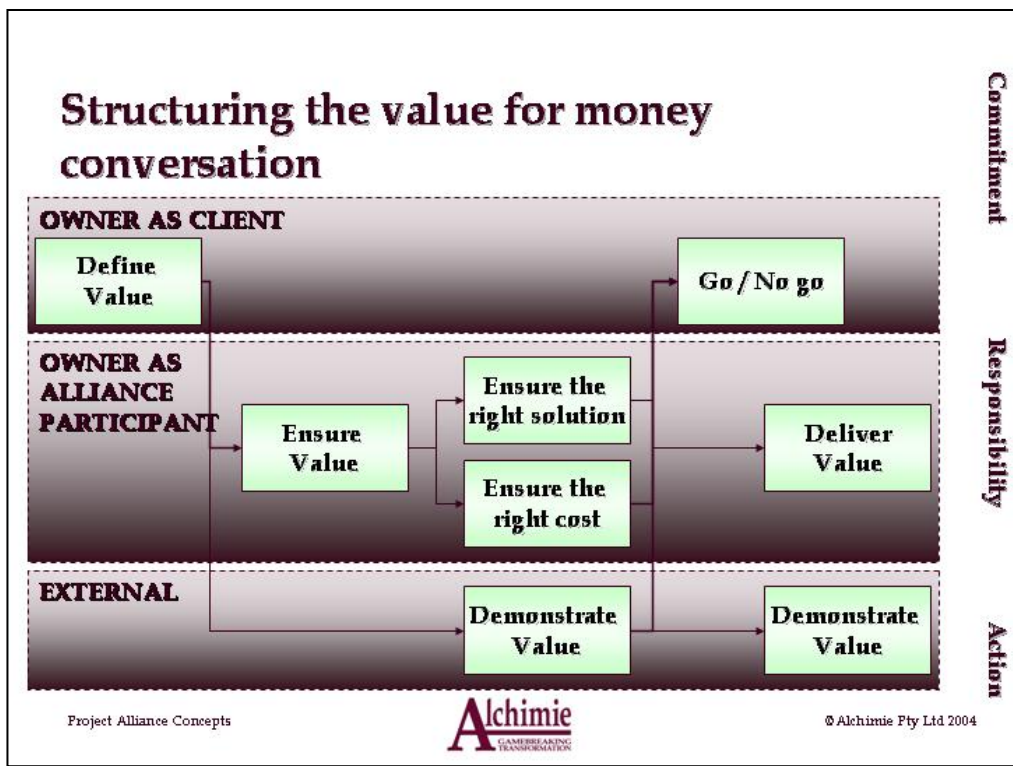 Structuring the value for money
conversation
Commitment
OWNER AS CLIENT
Define
Value
Go / No go
OWNER AS
ALLIANCE
PARTICIPANT
Ensure
Value
Ensure the
right solution
Ensure the
right cost
Deliver
Value
Responsibility
EXTERNAL
Demonstrate
Value
Demonstrate
Value
Action
Project Alliance Concepts
Alchimie
GAMEBREAKING
TRANSFORMATION
©Alchimie Pty Ltd 2004